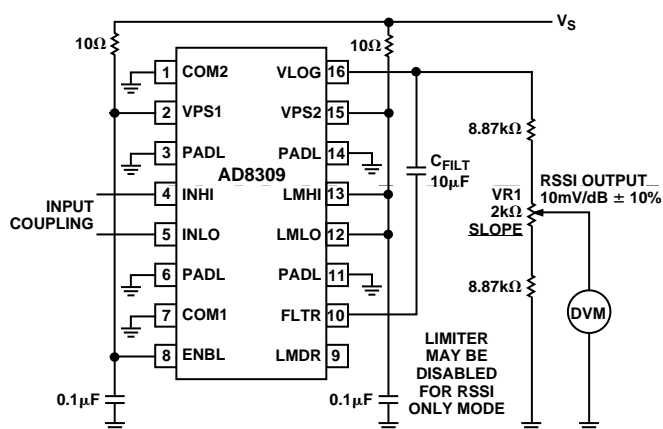 VS
10Ω
10Ω
1 COM2
VLOG 16
2 VPS1
VPS2 15
3 PADL
PADL 14
AD8309
4 INHI
LMHI 13
5 INLO
LMLO 12
6 PADL
PADL 11
7 COM1
FLTR 10
8 ENBL
LMDR 9
INPUT
COUPLING
CFILT
10μF
8.87kΩ
VR1
2kΩ
SLOPE
RSSI OUTPUT
10mV/dB ± 10%
8.87kΩ
DVM
LIMITER
MAY BE
DISABLED
FOR RSSI
ONLY MODE
0.1μF
0.1μF